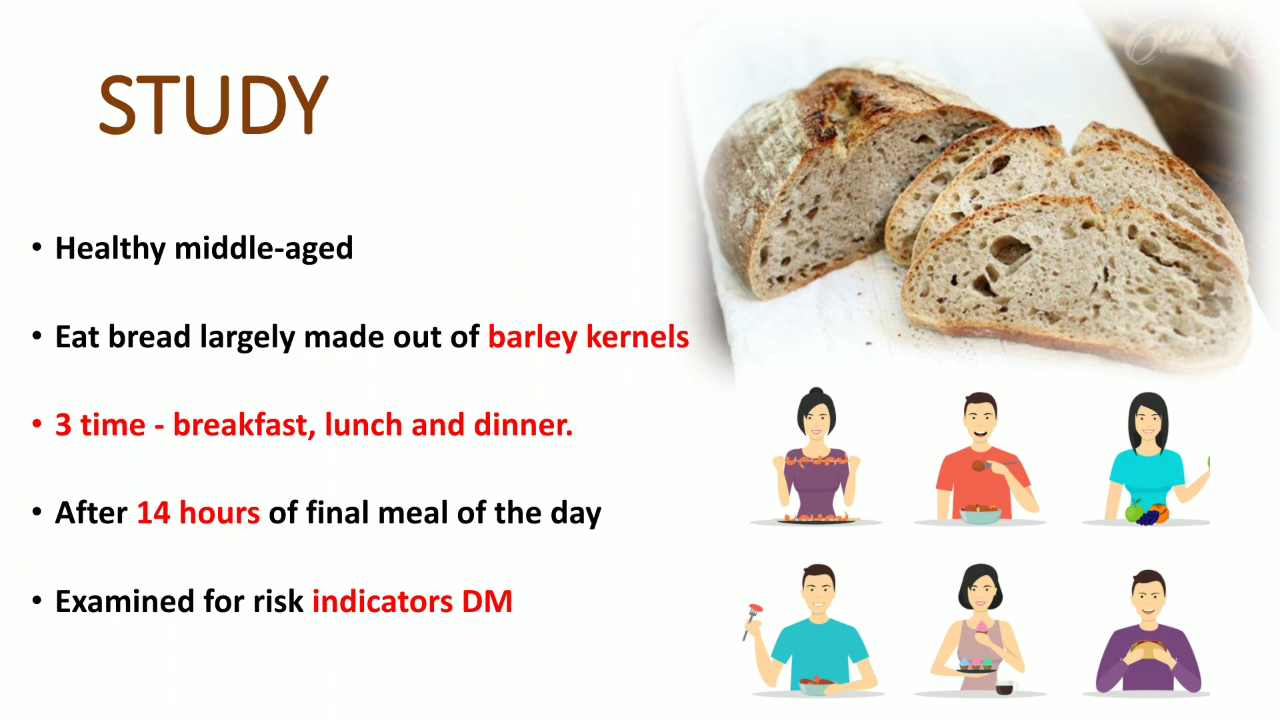 STUDY
• Healthy middle-aged
• Eat bread largely made out of barley kernels
• 3 time - breakfast, lunch and dinner.
• After 14 hours of final meal of the day
• Examined for risk indicators DM